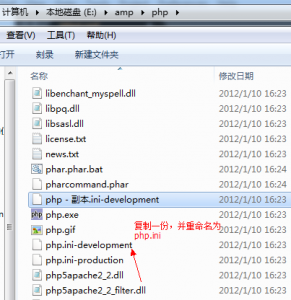 计算机 ▸ 本地磁盘 (E:) ▸ amp ▸ php ▸
查看(V) 工具(T) 帮助(H)
打开 刻录 新建文件夹
名称 修改日期
libenchant_myspell.dll 2012/1/10 16:23
libpq.dll 2012/1/10 16:23
libsasl.dll 2012/1/10 16:23
license.txt 2012/1/10 16:23
news.txt 2012/1/10 16:23
phar.phar.bat 2012/1/10 16:24
pharcommand.phar 2012/1/10 16:24
php - 副本.ini-development 2012/1/10 16:23
php.exe 2012/1/10 16:23
php.gif 2012/1/10 16:23
复制一份，并重命名为
php.ini
php.ini-development 2012/1/10 16:23
php.ini-production 2012/1/10 16:23
php5apache2_2.dll 2012/1/10 16:23
php5apache2_2_filter.dll 2012/1/10 16:23